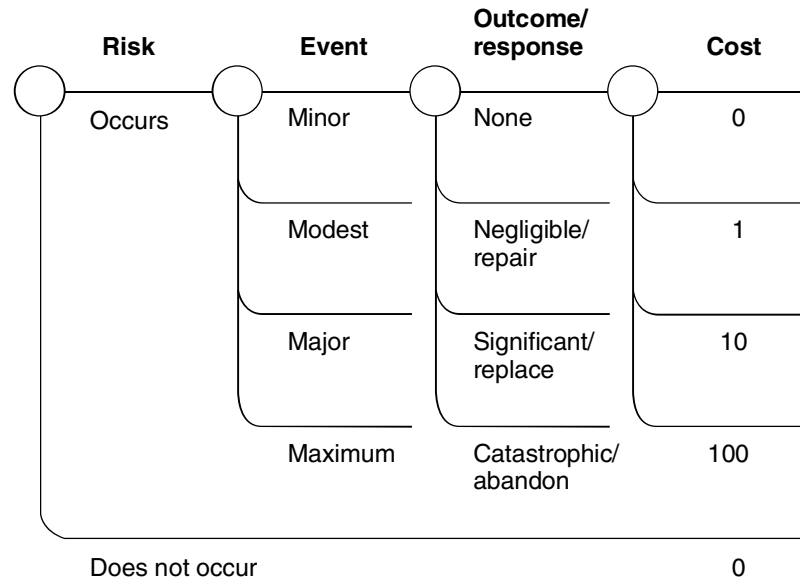 Risk
Event
Outcome/
response
Cost
Occurs
Minor
None
0
Modest
Negligible/
repair
1
Major
Significant/
replace
10
Maximum
Catastrophic/
abandon
100
Does not occur
0